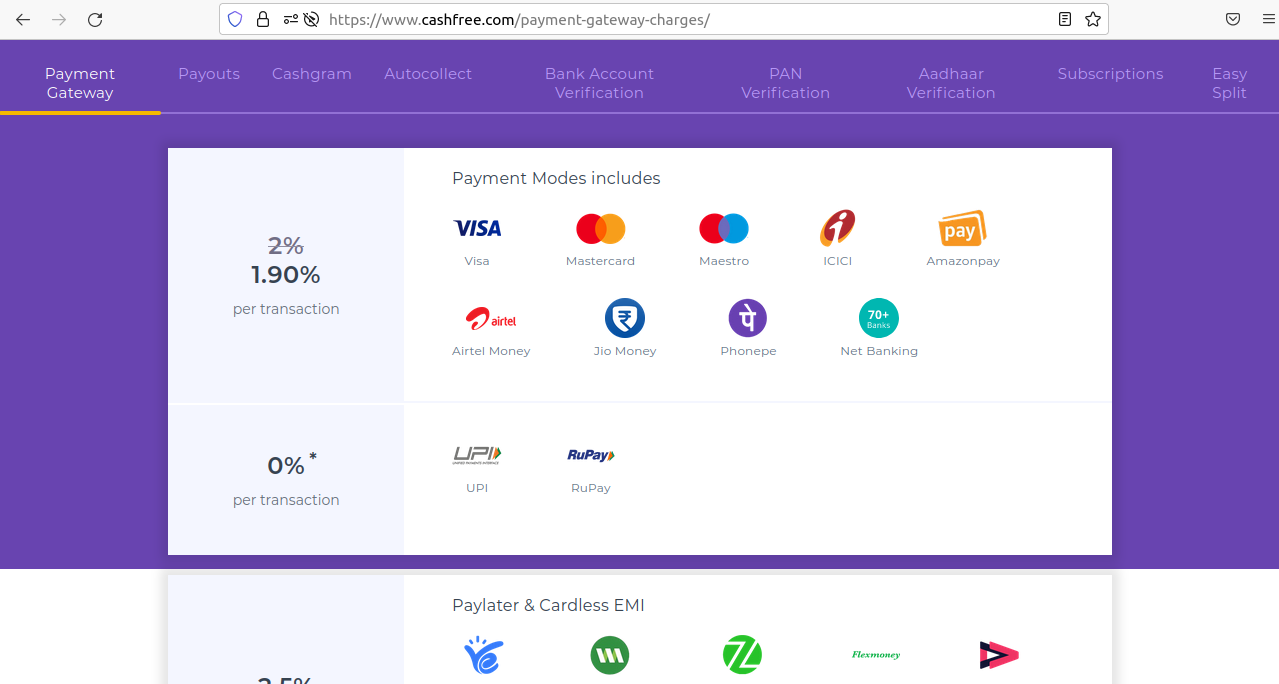 https://www.cashfree.com/payment-gateway-charges/
Payment Gateway
Payouts
Cashgram
Autocollect
Bank Account Verification
PAN Verification
Aadhaar Verification
Subscriptions
Easy Split
2%
1.90%
per transaction
Payment Modes includes
VISA
pay
Visa
Mastercard
Maestro
ICICI
Amazonpay
airtel
पे
70+
Banks
Airtel Money
Jio Money
Phonepe
Net Banking
0% *
per transaction
UPI
UNIFIED PAYMENTS INTERFACE
RuPay
UPI
RuPay
Paylater & Cardless EMI
Flexmoney